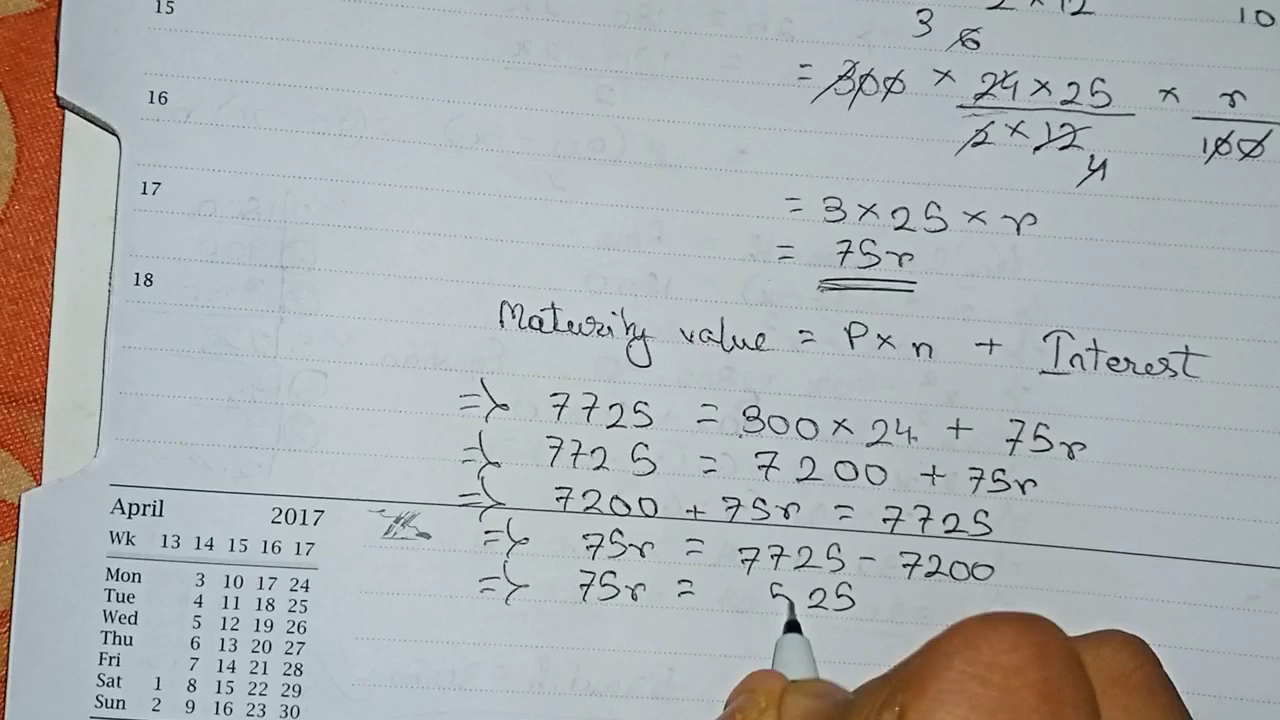 15
2 × 12
10
3 6
= 300 × 24 × 25 × r
2 × 12 100
4
16
17
= 3 × 25 × r
= 75r
18
Maturity value = P × n + Interest
=> 7725 = 300 × 24 + 75r
=> 7725 = 7200 + 75r
=> 7200 + 75r = 7725
=> 75r = 7725 - 7200
=> 75r = 525
April 2017
Wk 13 14 15 16 17
Mon 3 10 17 24
Tue 4 11 18 25
Wed 5 12 19 26
Thu 6 13 20 27
Fri 7 14 21 28
Sat 1 8 15 22 29
Sun 2 9 16 23 30